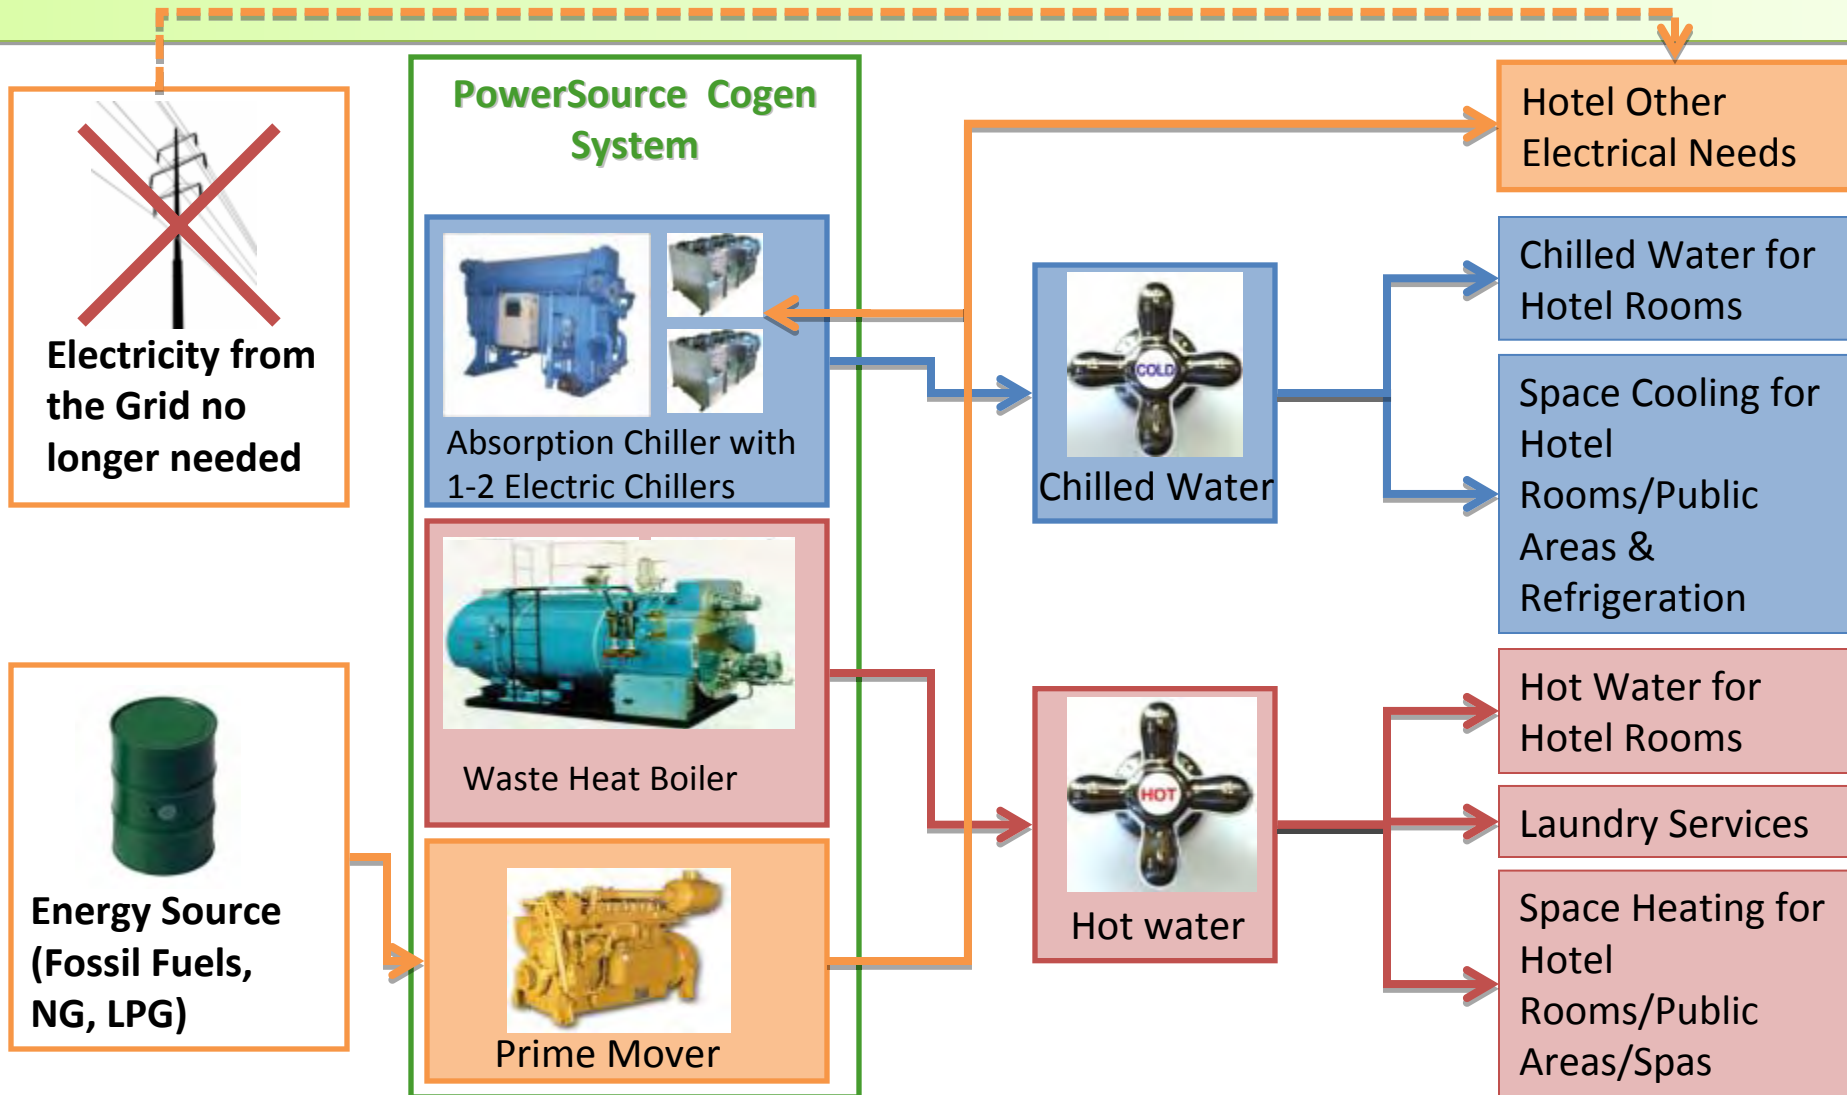 PowerSource  Cogen
System
Electricity from
the Grid no
longer needed
Energy Source
(Fossil Fuels,
NG, LPG)
Absorption Chiller with
1-2 Electric Chillers
Waste Heat Boiler
Prime Mover
COLD
Chilled Water
HOT
Hot water
Hotel Other
Electrical Needs
Chilled Water for
Hotel Rooms
Space Cooling for
Hotel
Rooms/Public
Areas &
Refrigeration
Hot Water for
Hotel Rooms
Laundry Services
Space Heating for
Hotel
Rooms/Public
Areas/Spas